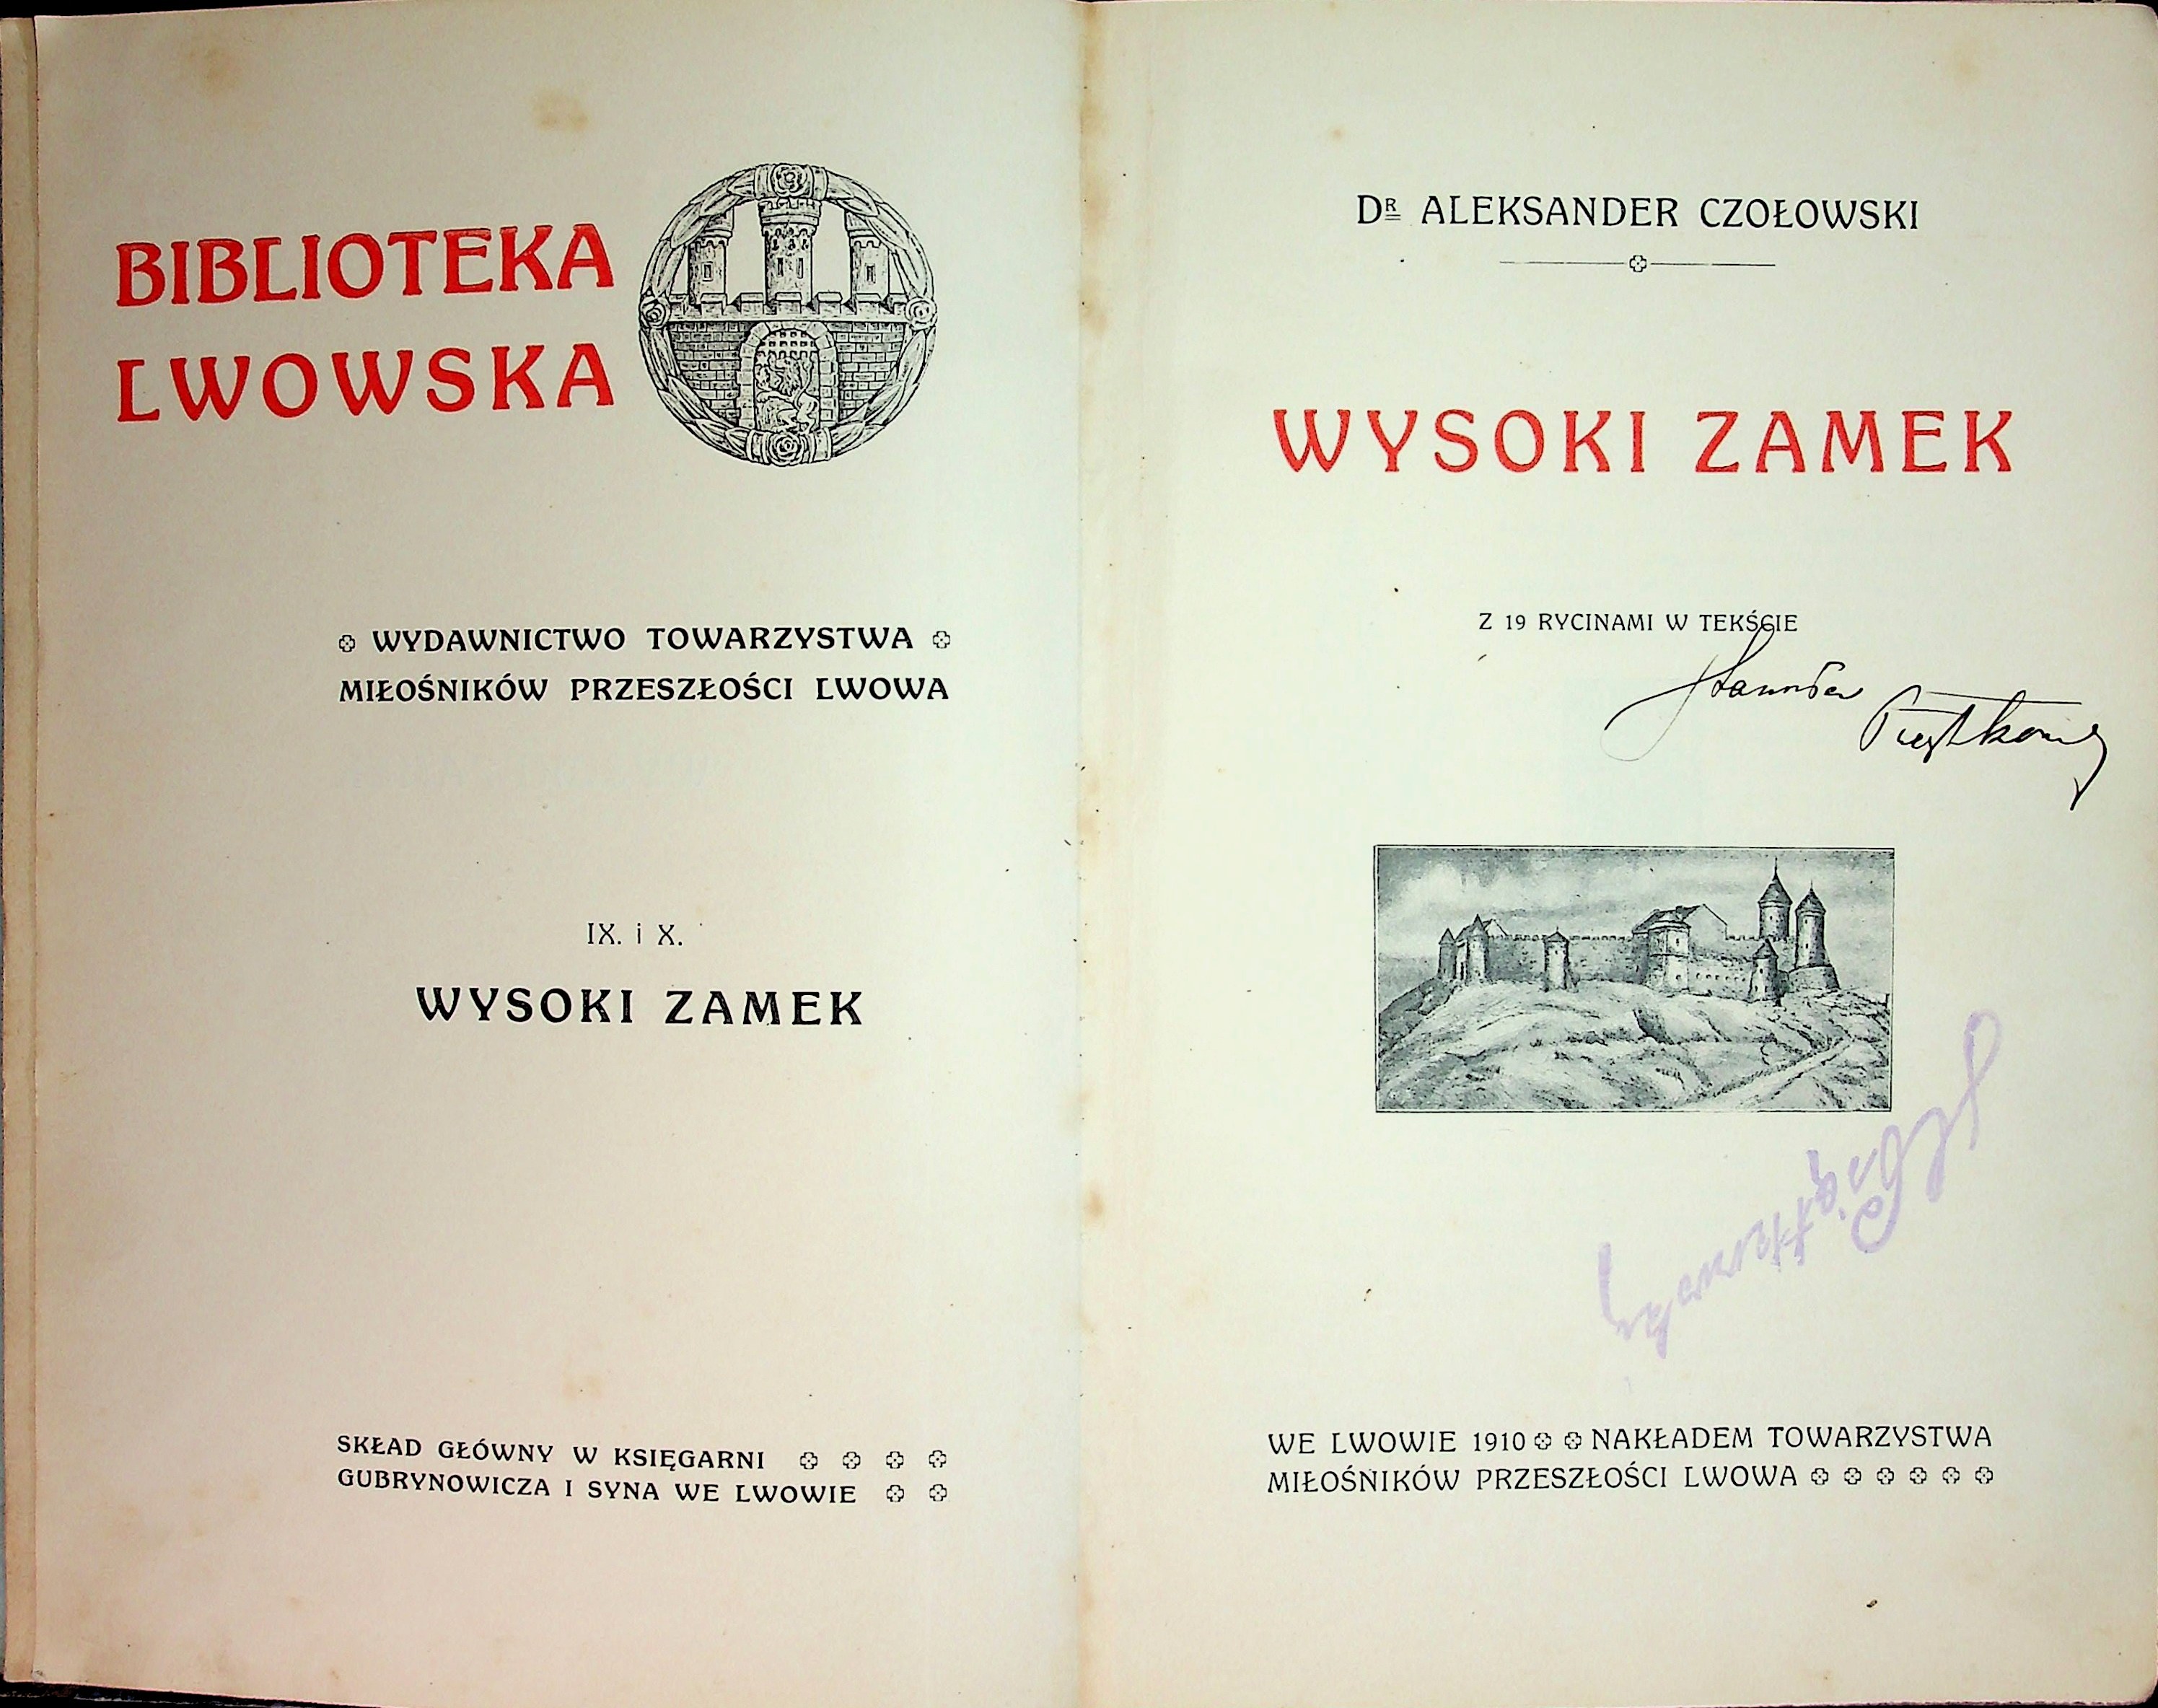 BIBLIOTEKA
LWOWSKA
WYDAWNICTWO TOWARZYSTWA
MIŁOŚNIKÓW PRZESZŁOŚCI LWOWA
IX. i X.
WYSOKI ZAMEK
SKŁAD GŁÓWNY W KSIĘGARNI
GUBRYNOWICZA I SYNA WE LWOWIE
DR ALEKSANDER CZOŁOWSKI
WYSOKI ZAMEK
Z 19 RYCINAMI W TEKŚCIE
WE LWOWIE 1910 NAKŁADEM TOWARZYSTWA
MIŁOŚNIKÓW PRZESZŁOŚCI LWOWA